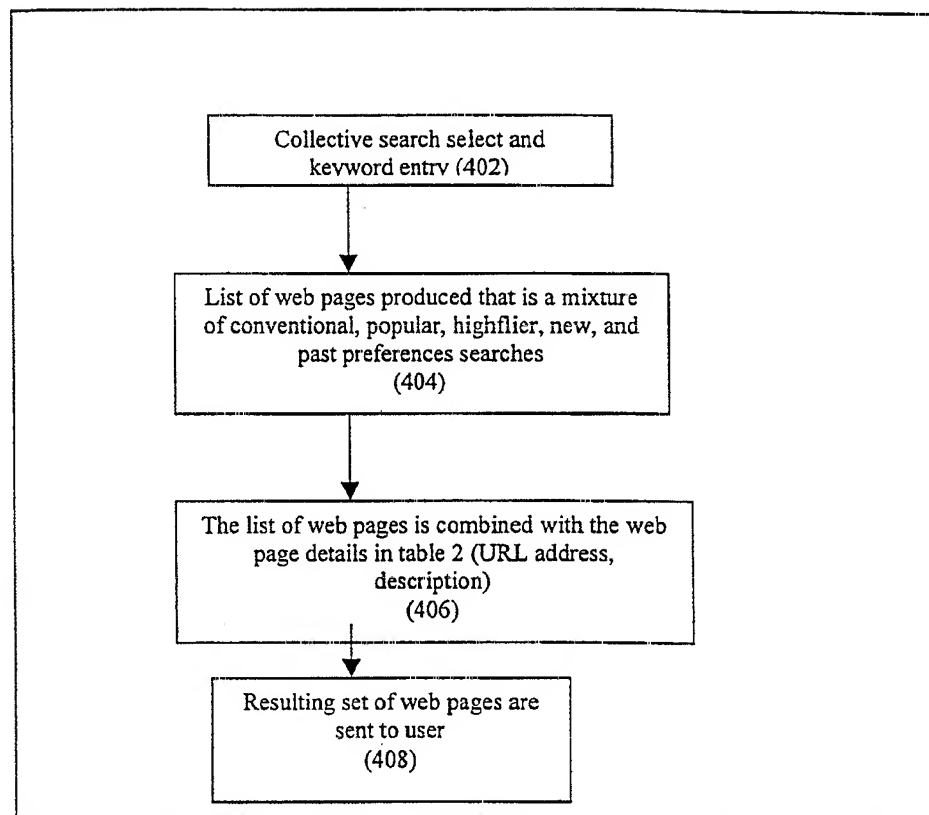 Collective search select and
keyword entry (402)
List of web pages produced that is a mixture
of conventional, popular, highflier, new, and
past preferences searches
(404)
The list of web pages is combined with the web
page details in table 2 (URL address,
description)
(406)
Resulting set of web pages are
sent to user
(408)